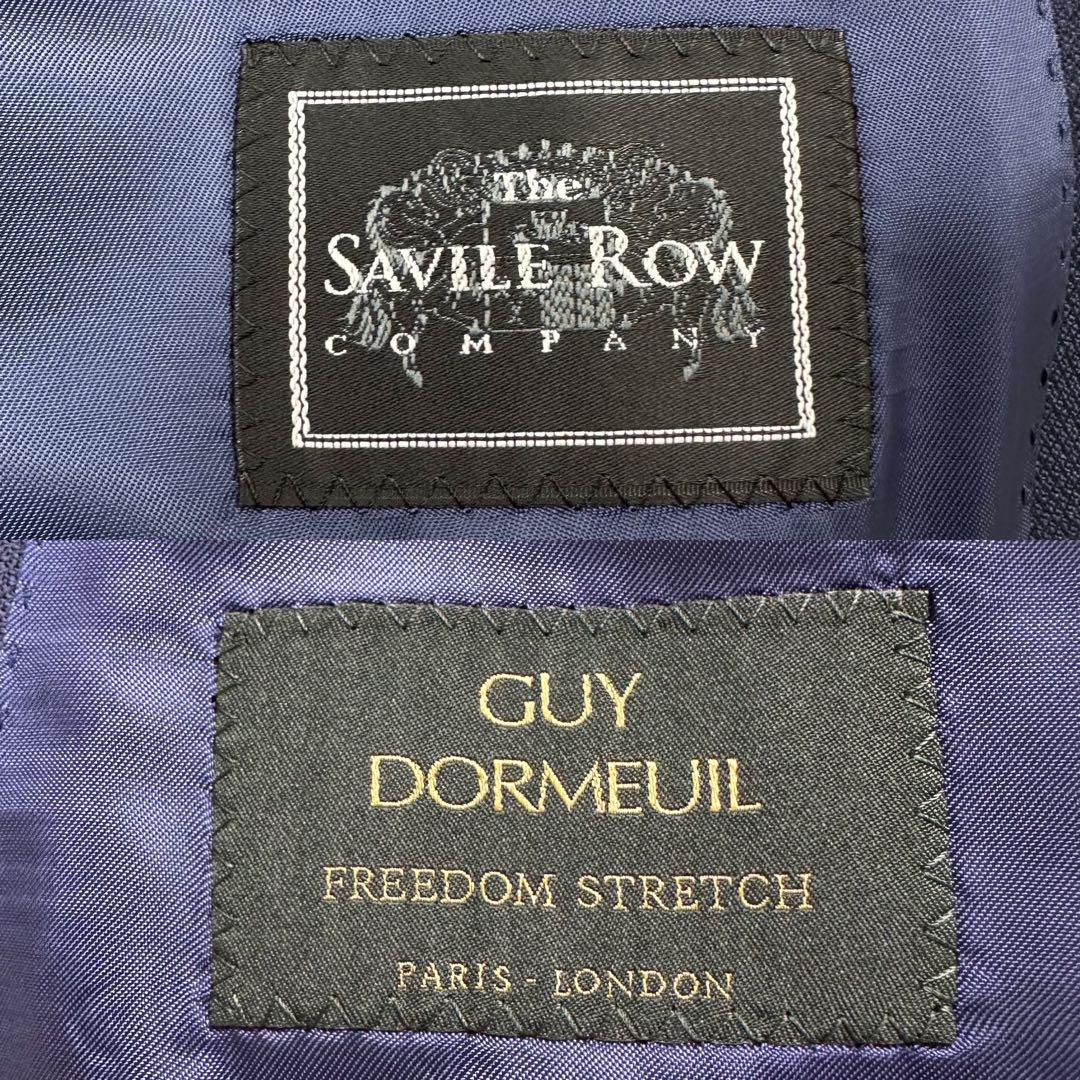 The
SAVILE ROW
COMPANY
GUY
DORMEUIL
FREEDOM STRETCH
PARIS - LONDON